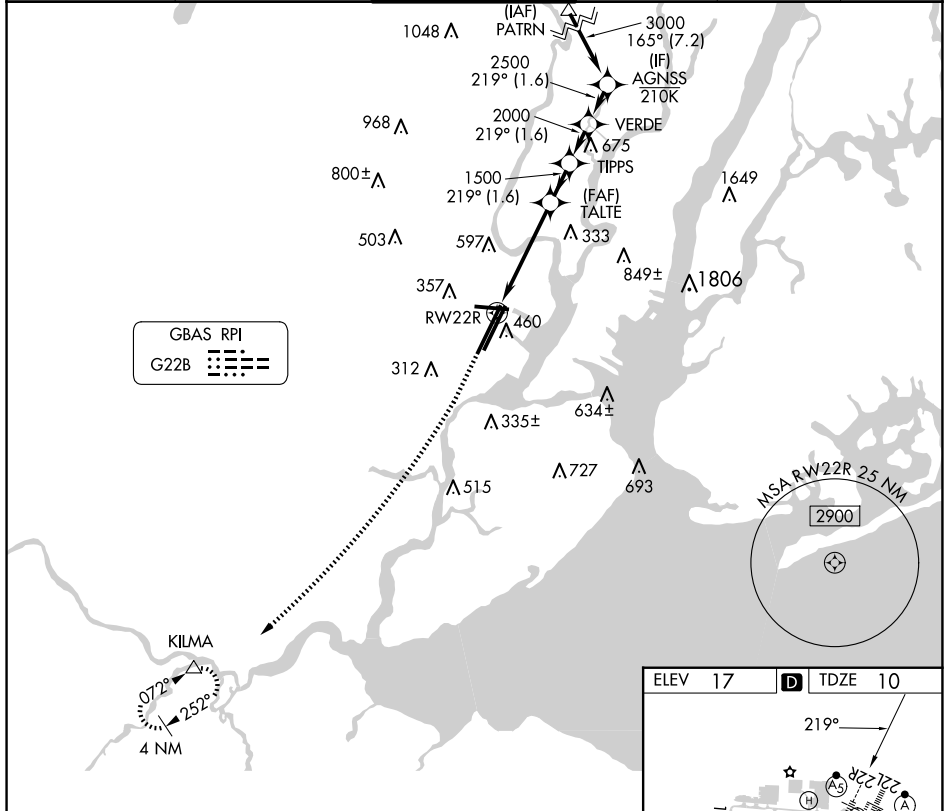 (IAF)
PATRN
1048
3000
165° (7.2)
2500
219° (1.6)
(IF)
AGNSS
210K
2000
219° (1.6)
VERDE
968
675
TIPPS
800±
1500
219° (1.6)
(FAF)
TALTE
1649
503
597
333
849±
1806
357
RW22R
460
GBAS RPI
G22B
312
634±
335±
727
693
515
MSA RW22R 25 NM
2900
KILMA
072°
252°
4 NM
ELEV 17 D TDZE 10
219°
22R
22L
A5
H
A